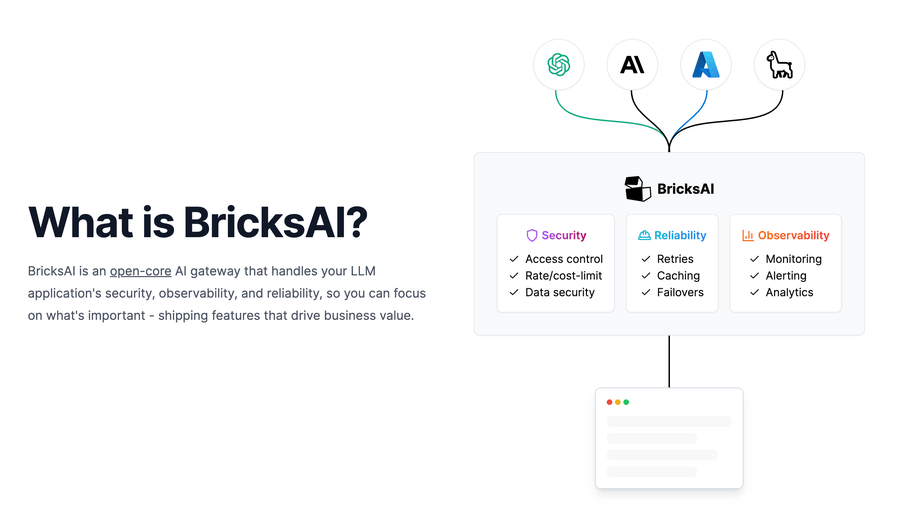 What is BricksAI?
BricksAI is an open-core AI gateway that handles your LLM
application's security, observability, and reliability, so you can focus
on what's important - shipping features that drive business value.
BricksAI
Security
Access control
Rate/cost-limit
Data security
Reliability
Retries
Caching
Failovers
Observability
Monitoring
Alerting
Analytics